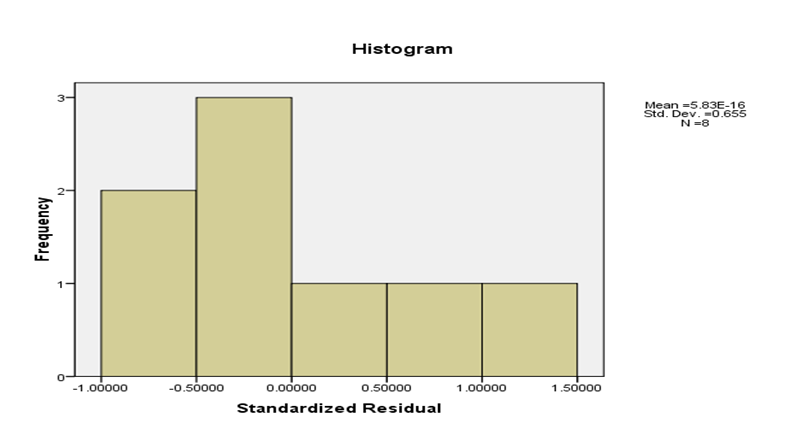 Histogram
Mean =5.83E-16
Std. Dev. =0.655
N =8
3
2
1
0
Frequency
-1.00000 -0.50000 0.00000 0.50000 1.00000 1.50000
Standardized Residual